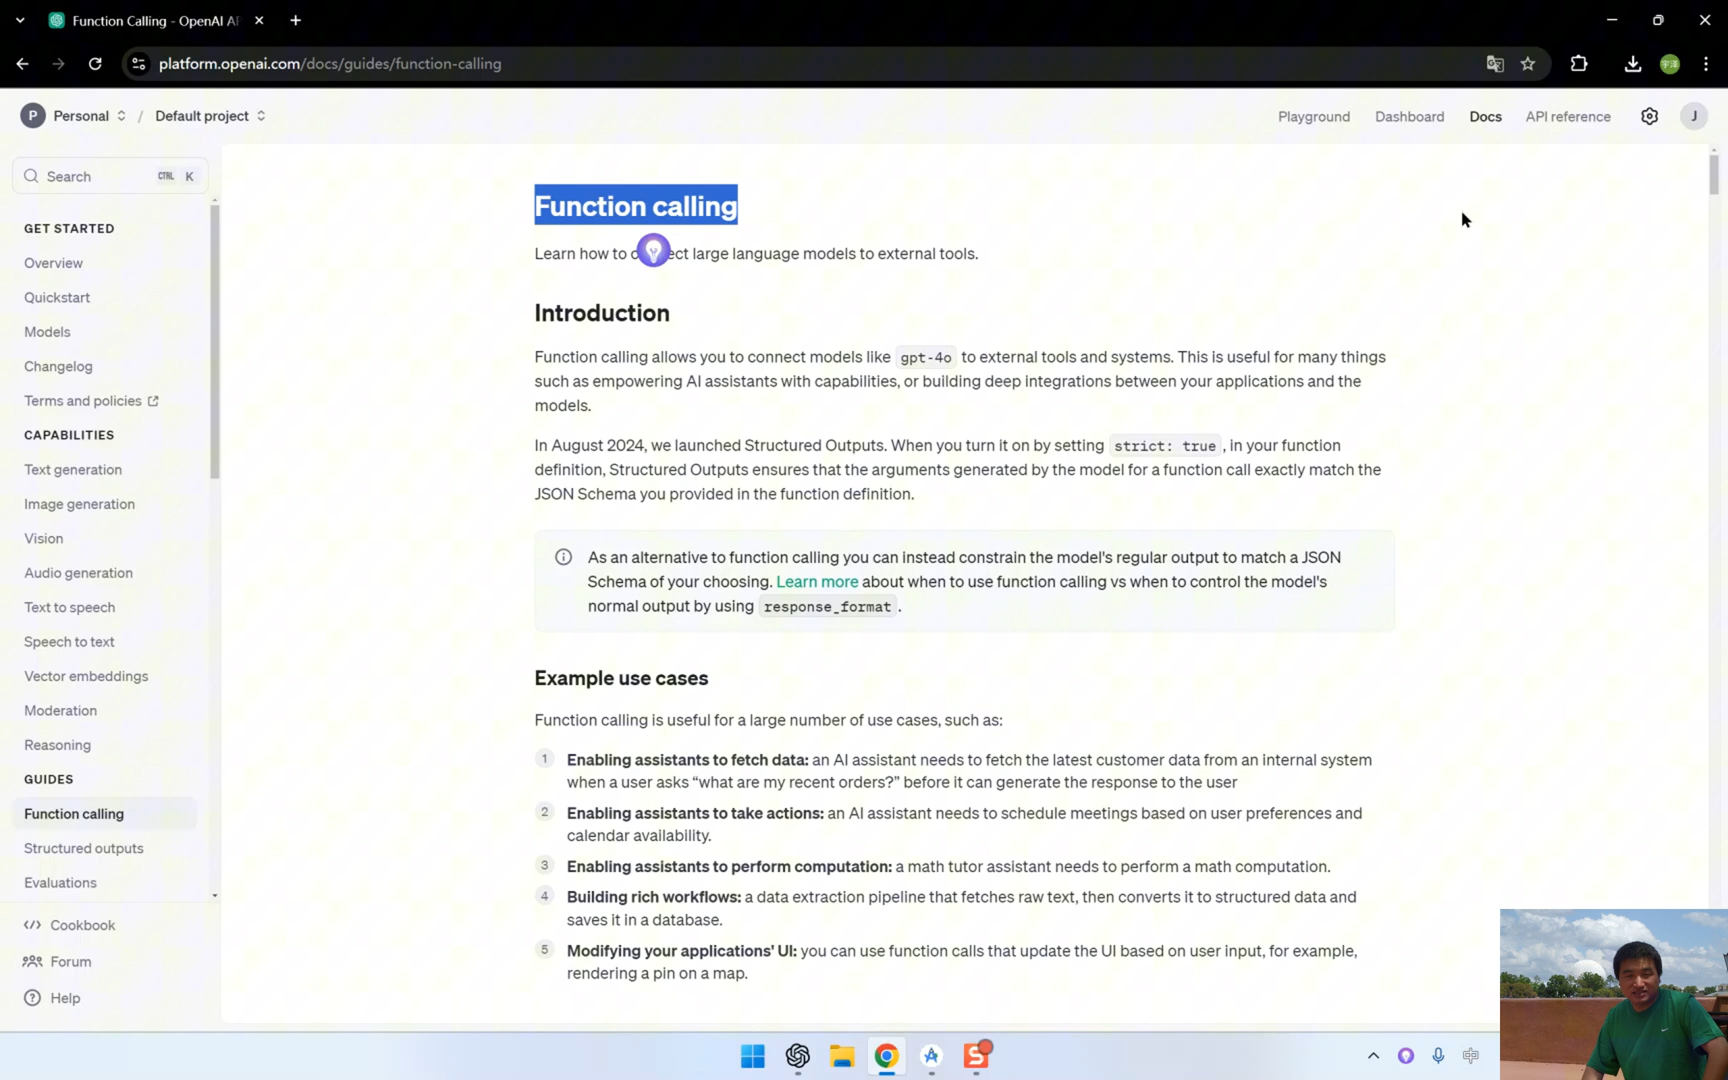 Function Calling - OpenAI AP
platform.openai.com/docs/guides/function-calling
宇泽
P Personal / Default project
Playground Dashboard Docs API reference J
Search CTRL K
GET STARTED
Overview
Quickstart
Models
Changelog
Terms and policies
CAPABILITIES
Text generation
Image generation
Vision
Audio generation
Text to speech
Speech to text
Vector embeddings
Moderation
Reasoning
GUIDES
Function calling
Structured outputs
Evaluations
Cookbook
Forum
Help
Function calling
Learn how to ct large language models to external tools.
Introduction
Function calling allows you to connect models like gpt-4o to external tools and systems. This is useful for many things
such as empowering AI assistants with capabilities, or building deep integrations between your applications and the
models.
In August 2024, we launched Structured Outputs. When you turn it on by setting strict: true, in your function
definition, Structured Outputs ensures that the arguments generated by the model for a function call exactly match the
JSON Schema you provided in the function definition.
As an alternative to function calling you can instead constrain the model's regular output to match a JSON
Schema of your choosing. Learn more about when to use function calling vs when to control the model's
normal output by using response_format.
Example use cases
Function calling is useful for a large number of use cases, such as:
1 Enabling assistants to fetch data: an AI assistant needs to fetch the latest customer data from an internal system
when a user asks “what are my recent orders?” before it can generate the response to the user
2 Enabling assistants to take actions: an AI assistant needs to schedule meetings based on user preferences and
calendar availability.
3 Enabling assistants to perform computation: a math tutor assistant needs to perform a math computation.
4 Building rich workflows: a data extraction pipeline that fetches raw text, then converts it to structured data and
saves it in a database.
5 Modifying your applications' UI: you can use function calls that update the UI based on user input, for example,
rendering a pin on a map.
S